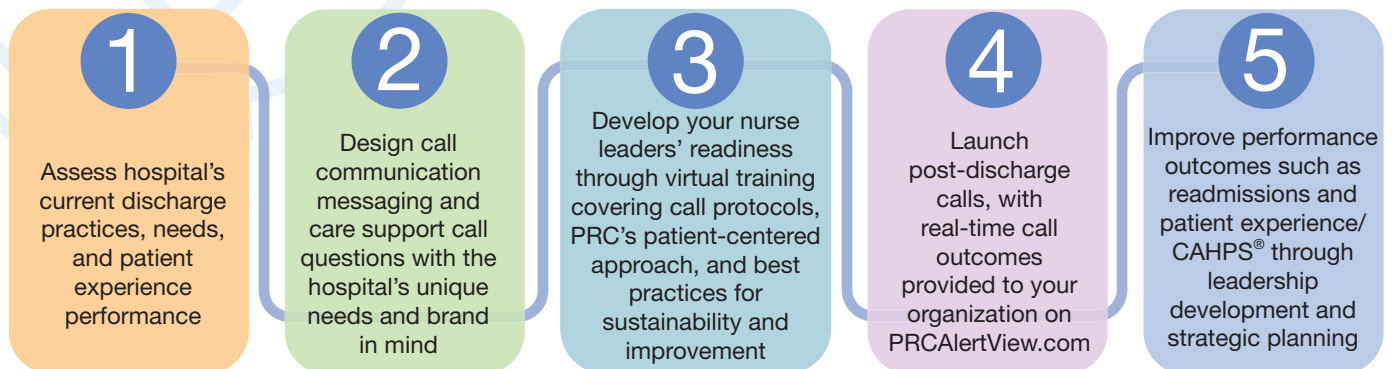 1
Assess hospital’s
current discharge
practices, needs,
and patient
experience
performance
2
Design call
communication
messaging and
care support call
questions with the
hospital’s unique
needs and brand
in mind
3
Develop your nurse
leaders’ readiness
through virtual training
covering call protocols,
PRC’s patient-centered
approach, and best
practices for
sustainability and
improvement
4
Launch
post-discharge
calls, with
real-time call
outcomes
provided to your
organization on
PRCAlertView.com
5
Improve performance
outcomes such as
readmissions and
patient experience/
CAHPS® through
leadership
development and
strategic planning